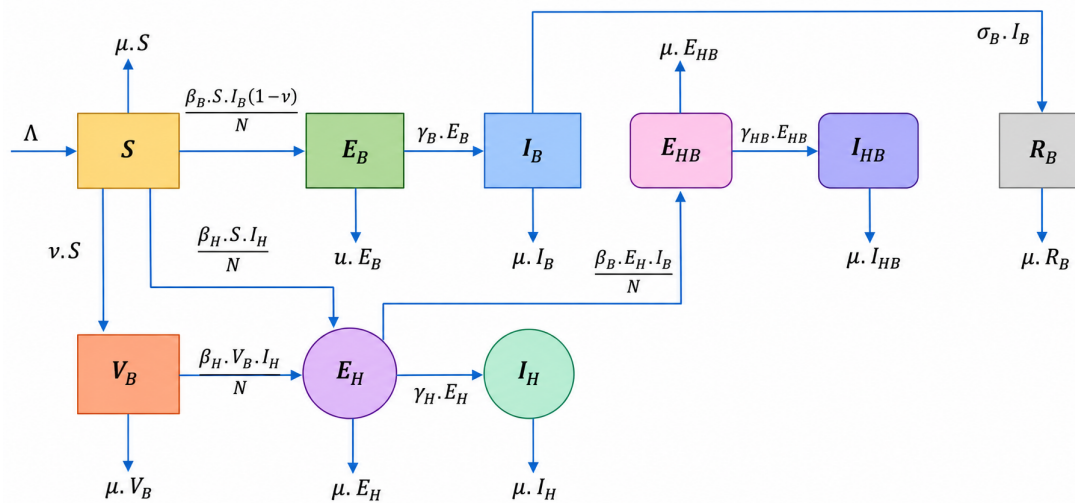 μ.S
σ_B.I_B
μ.E_HB
β_B.S.I_B(1−ν)
N
Λ
S
E_B
γ_B.E_B
I_B
E_HB
γ_HB.E_HB
I_HB
R_B
ν.S
β_H.S.I_H
N
u.E_B
μ.I_B
β_B.E_H.I_B
N
μ.I_HB
μ.R_B
V_B
β_H.V_B.I_H
N
E_H
γ_H.E_H
I_H
μ.V_B
μ.E_H
μ.I_H